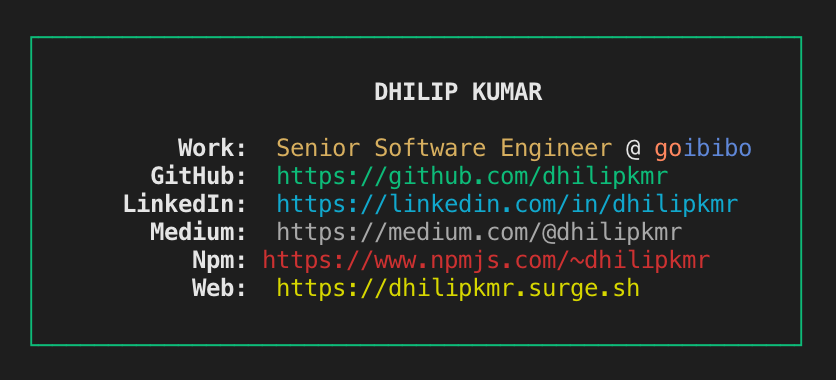 DHILIP KUMAR
Work: Senior Software Engineer @ goibibo
GitHub: https://github.com/dhilipkmr
LinkedIn: https://linkedin.com/in/dhilipkmr
Medium: https://medium.com/@dhilipkmr
Npm: https://www.npmjs.com/~dhilipkmr
Web: https://dhilipkmr.surge.sh